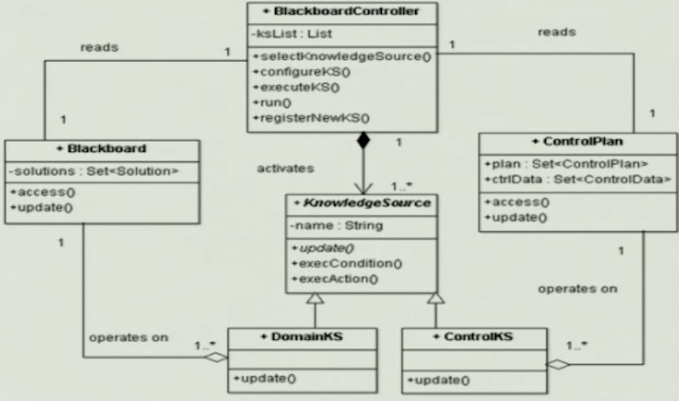 + BlackboardController
-ksList : List
+selectKnowledgeSource()
+configureKS()
+executeKS()
+run()
+registerNewKS()
reads
1
1
reads
1
1
+ Blackboard
-solutions : Set<Solution>
+access()
+update()
1
activates
1
1..*
+ ControlPlan
+plan : Set<ControlPlan>
+ctrlData : Set<ControlData>
+access()
+update()
1
+ KnowledgeSource
-name : String
+update()
+execCondition()
+execAction()
operates on
1..*
operates on
1..*
+ DomainKS
+update()
+ ControlKS
+update()